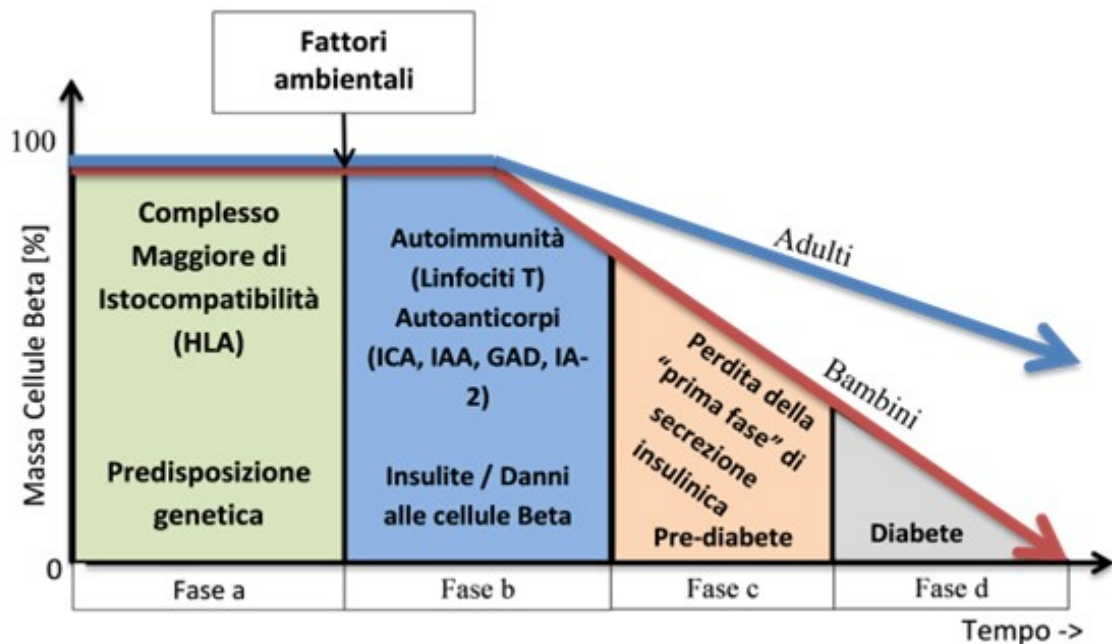 Fattori
ambientali
100
Massa Cellule Beta [%]
0
Complesso
Maggiore di
Istocompatibilità
(HLA)
Predisposizione
genetica
Autoimmunità
(Linfociti T)
Autoanticorpi
(ICA, IAA, GAD, IA-
2)
Insulite / Danni
alle cellule Beta
Perdita della
“prima fase” di
secrezione
insulinica
Pre-diabete
Diabete
Adulti
Bambini
Fase a
Fase b
Fase c
Fase d
Tempo ->